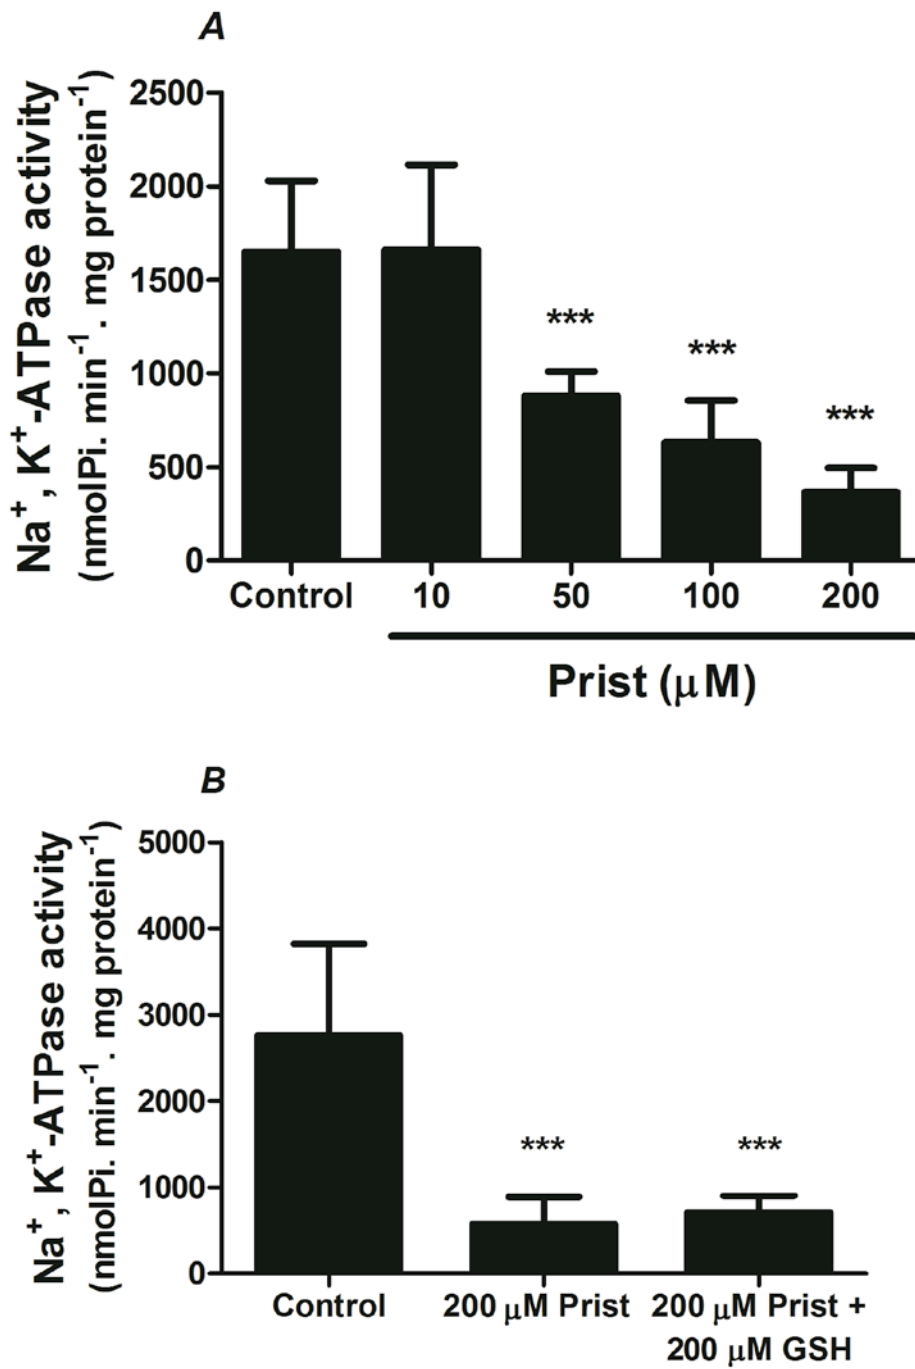 A
Na⁺, K⁺-ATPase activity
(nmolPi. min⁻¹. mg protein⁻¹)
2500
2000
1500
1000
500
0
***
***
***
Control 10 50 100 200
Prist (μM)
B
Na⁺, K⁺-ATPase activity
(nmolPi. min⁻¹. mg protein⁻¹)
5000
4000
3000
2000
1000
0
*** ***
Control 200 μM Prist 200 μM Prist +
200 μM GSH